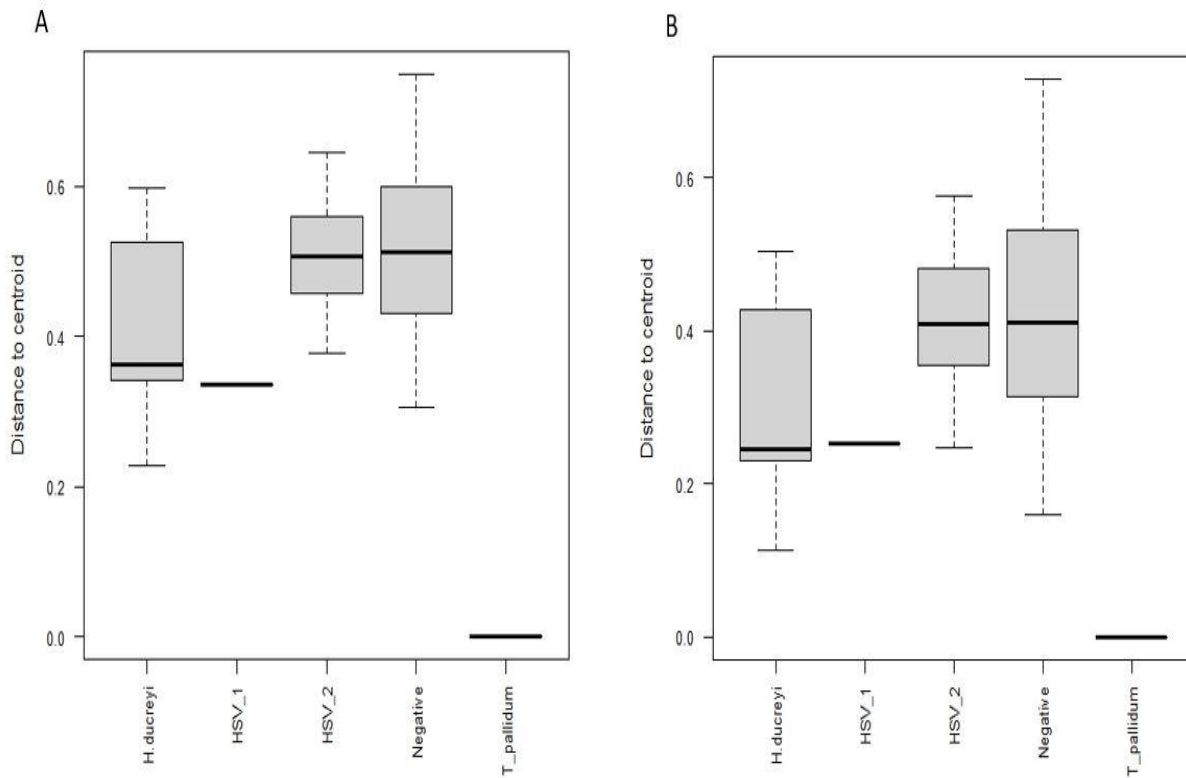 A
Distance to centroid
0.6
0.4
0.2
0.0
H.ducreyi
HSV_1
HSV_2
Negative
T_pallidum
B
Distance to centroid
0.6
0.4
0.2
0.0
H.ducreyi
HSV_1
HSV_2
Negative
T_pallidum